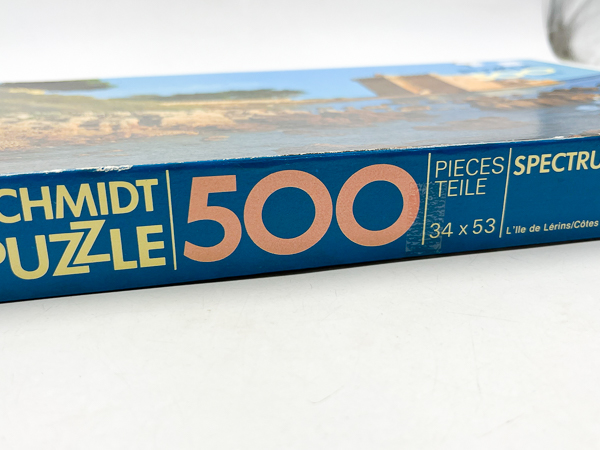 CHMIDT
PUZZLE
500
PIECES
TEILE
34 x 53
SPECTRU
L'Ile de Lérins/Côtes